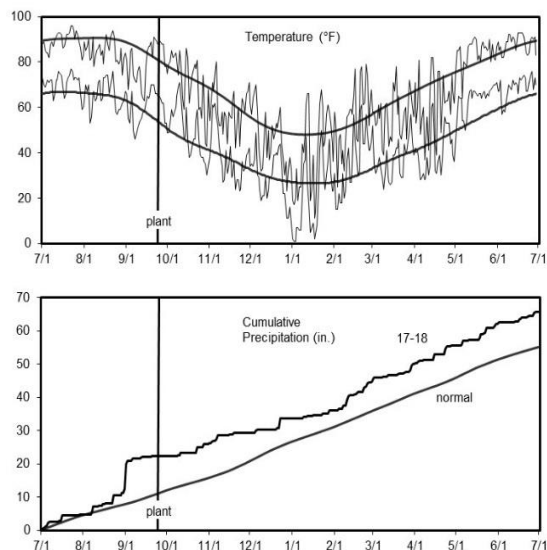 100
Temperature (°F)
80
60
40
20
plant
0
7/1 8/1 9/1 10/1 11/1 12/1 1/1 2/1 3/1 4/1 5/1 6/1 7/1
70
Cumulative
Precipitation (in.)
17-18
60
50
normal
40
30
20
10
plant
0
7/1 8/1 9/1 10/1 11/1 12/1 1/1 2/1 3/1 4/1 5/1 6/1 7/1